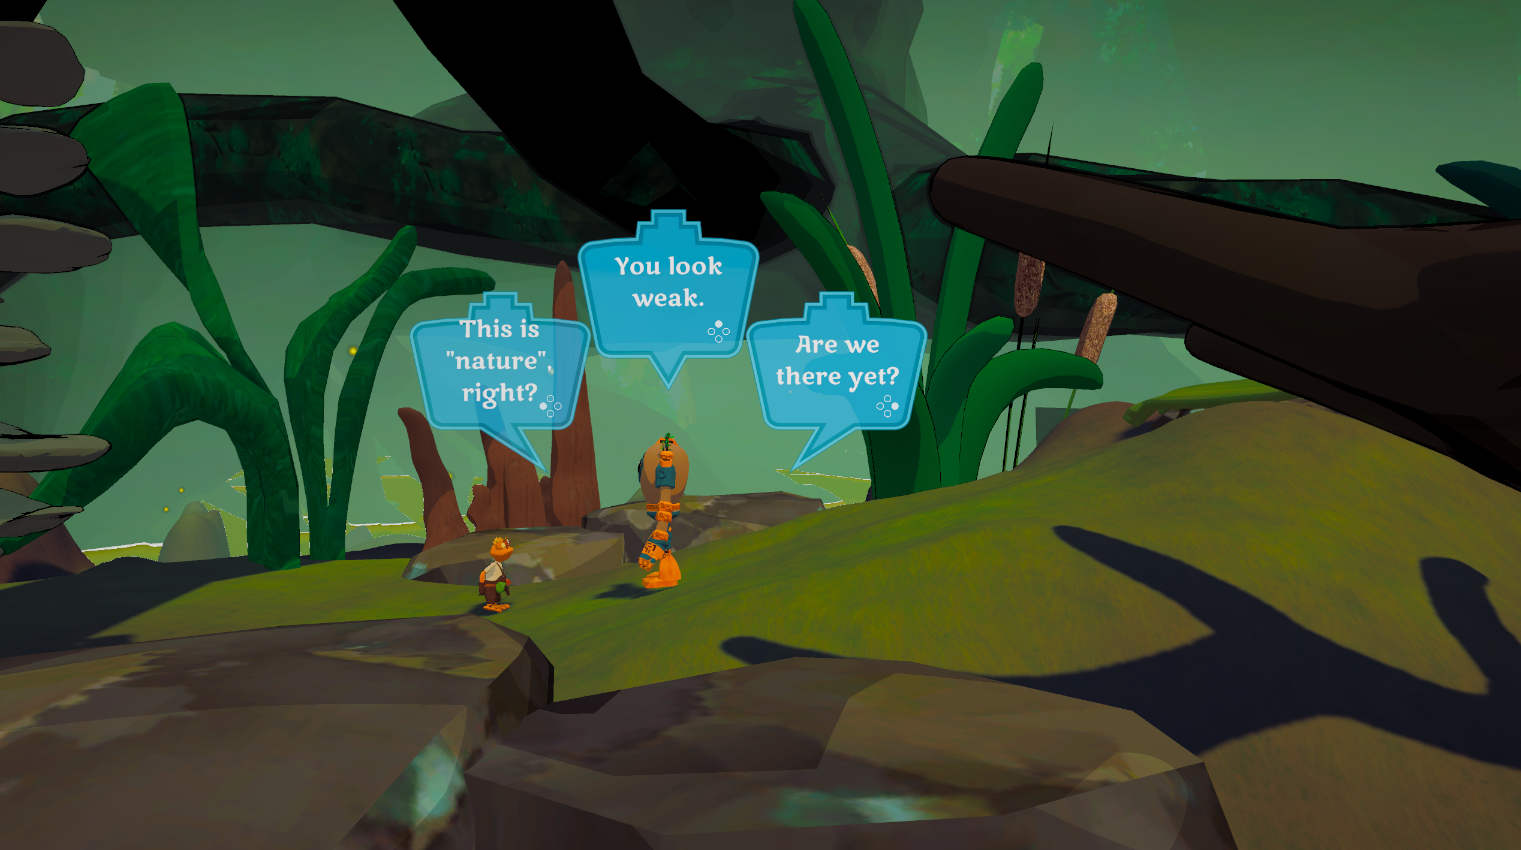 You look
weak.
This is
"nature",
right?
Are we
there yet?